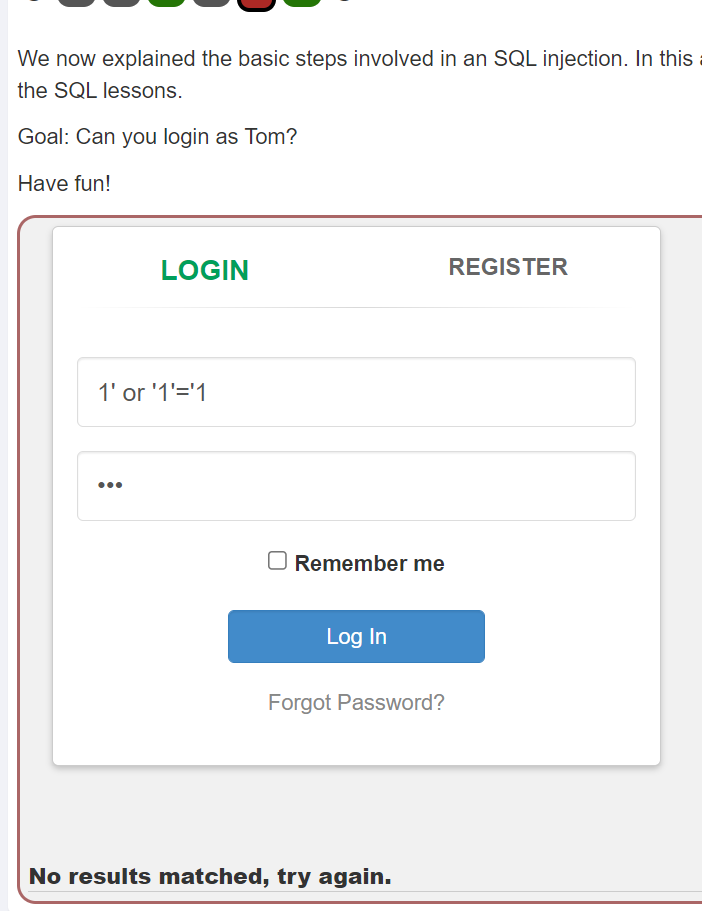 We now explained the basic steps involved in an SQL injection. In this
the SQL lessons.
Goal: Can you login as Tom?
Have fun!
LOGIN
REGISTER
1' or '1'='1
•••
Remember me
Log In
Forgot Password?
No results matched, try again.